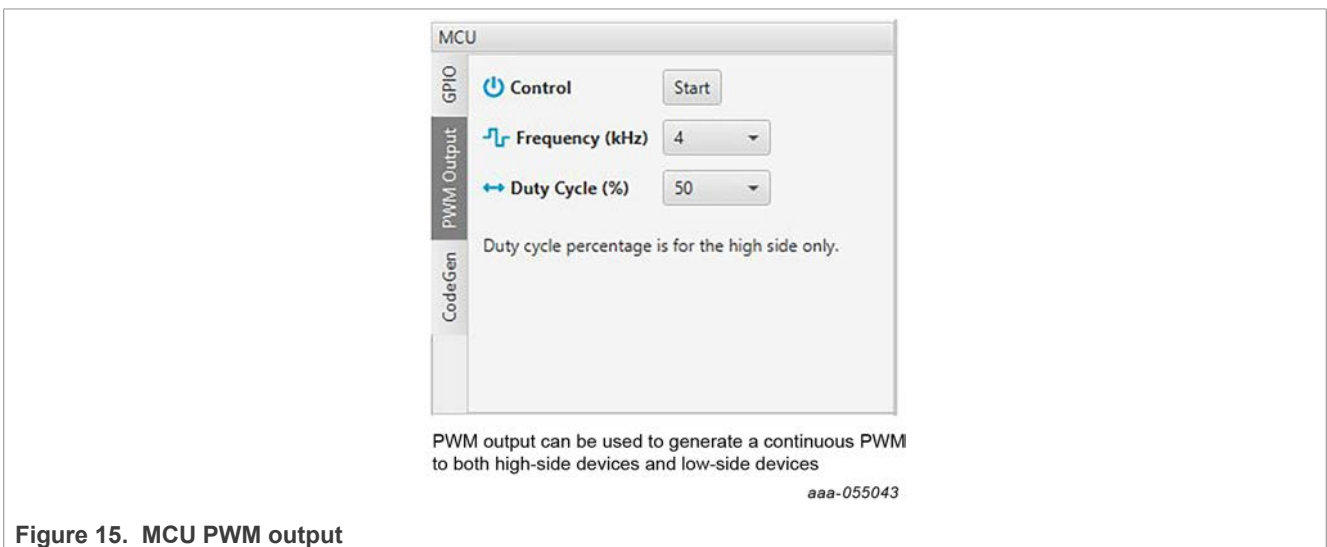 MCU
GPIO
PWM Output
CodeGen
Control
Start
Frequency (kHz)
4
Duty Cycle (%)
50
Duty cycle percentage is for the high side only.
PWM output can be used to generate a continuous PWM
to both high-side devices and low-side devices
aaa-055043
Figure 15. MCU PWM output